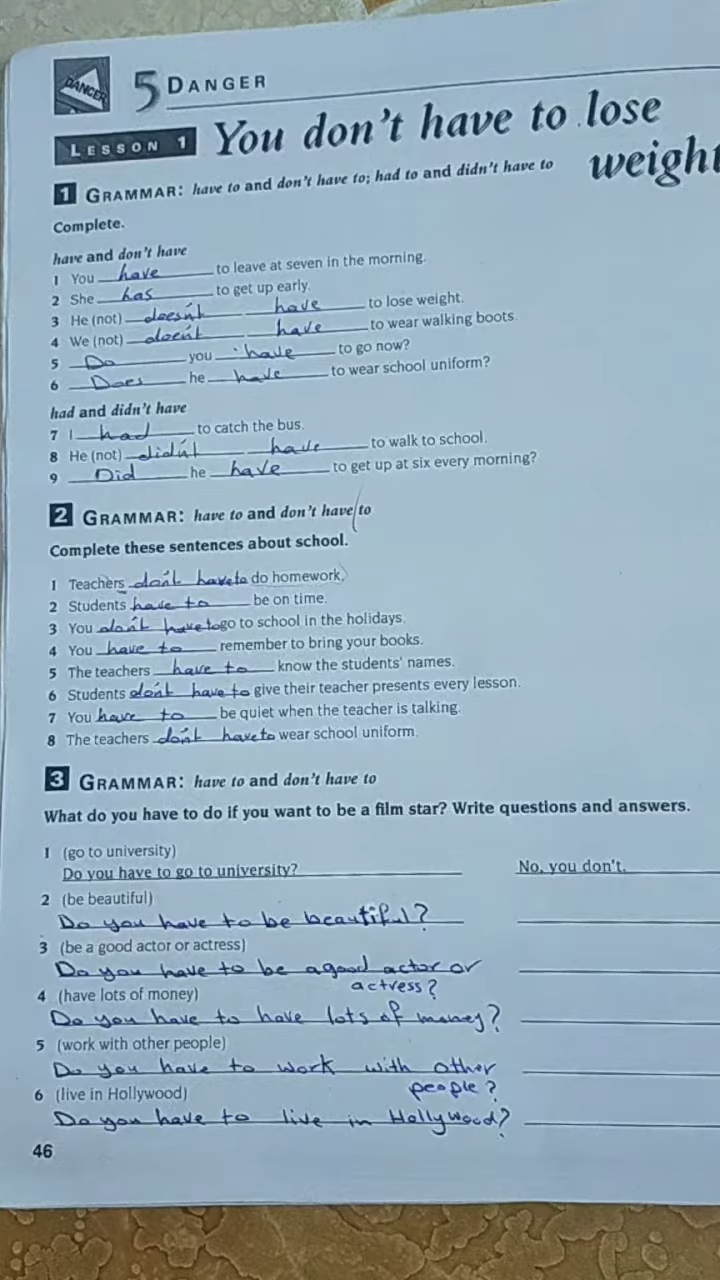 DANGER
5 DANGER
LESSON 1 You don't have to lose
weight
1 GRAMMAR: have to and don't have to; had to and didn't have to
Complete.
have and don't have
1 You have to leave at seven in the morning.
2 She has to get up early.
3 He (not) doesn't have to lose weight.
4 We (not) doen't have to wear walking boots.
5 Do you have to go now?
6 Does he have to wear school uniform?
had and didn't have
7 I had to catch the bus.
8 He (not) didn't have to walk to school.
9 Did he have to get up at six every morning?
2 GRAMMAR: have to and don't have to
Complete these sentences about school.
1 Teachers don't have to do homework.
2 Students have to be on time.
3 You don't have to go to school in the holidays.
4 You have to remember to bring your books.
5 The teachers have to know the students' names.
6 Students don't have to give their teacher presents every lesson.
7 You have to be quiet when the teacher is talking.
8 The teachers don't have to wear school uniform.
3 GRAMMAR: have to and don't have to
What do you have to do if you want to be a film star? Write questions and answers.
1 (go to university)
Do you have to go to university? No, you don't.
2 (be beautiful)
Do you have to be beautiful?
3 (be a good actor or actress)
Do you have to be a good actor or
actress?
4 (have lots of money)
Do you have to have lots of money?
5 (work with other people)
Do you have to work with other
people?
6 (live in Hollywood)
Do you have to live in Hollywood?
46